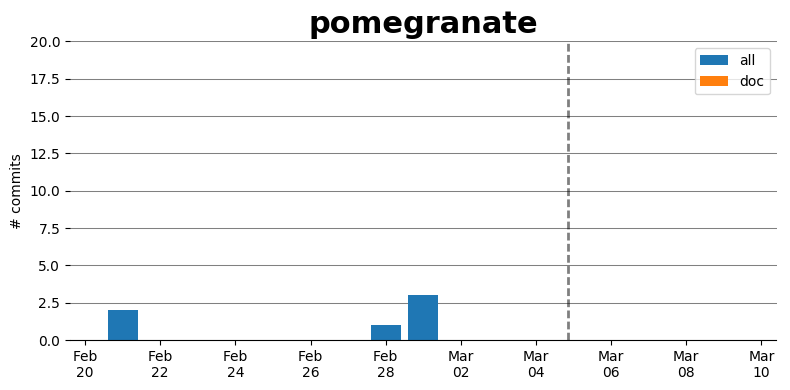 pomegranate
20.0
17.5
15.0
12.5
10.0
7.5
5.0
2.5
0.0
# commits
all
doc
Feb 20
Feb 22
Feb 24
Feb 26
Feb 28
Mar 02
Mar 04
Mar 06
Mar 08
Mar 10